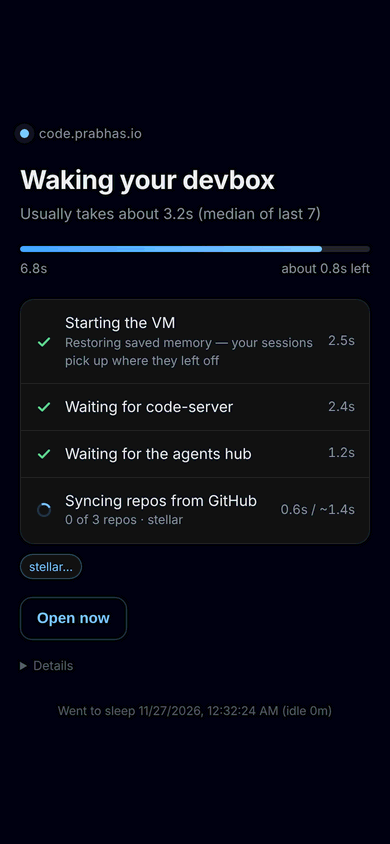 code.prabhas.io
Waking your devbox
Usually takes about 3.2s (median of last 7)
6.8s about 0.8s left
Starting the VM
Restoring saved memory — your sessions 2.5s
pick up where they left off
Waiting for code-server 2.4s
Waiting for the agents hub 1.2s
Syncing repos from GitHub 0.6s / ~1.4s
0 of 3 repos · stellar
stellar...
Open now
Details
Went to sleep 11/27/2026, 12:32:24 AM (idle 0m)